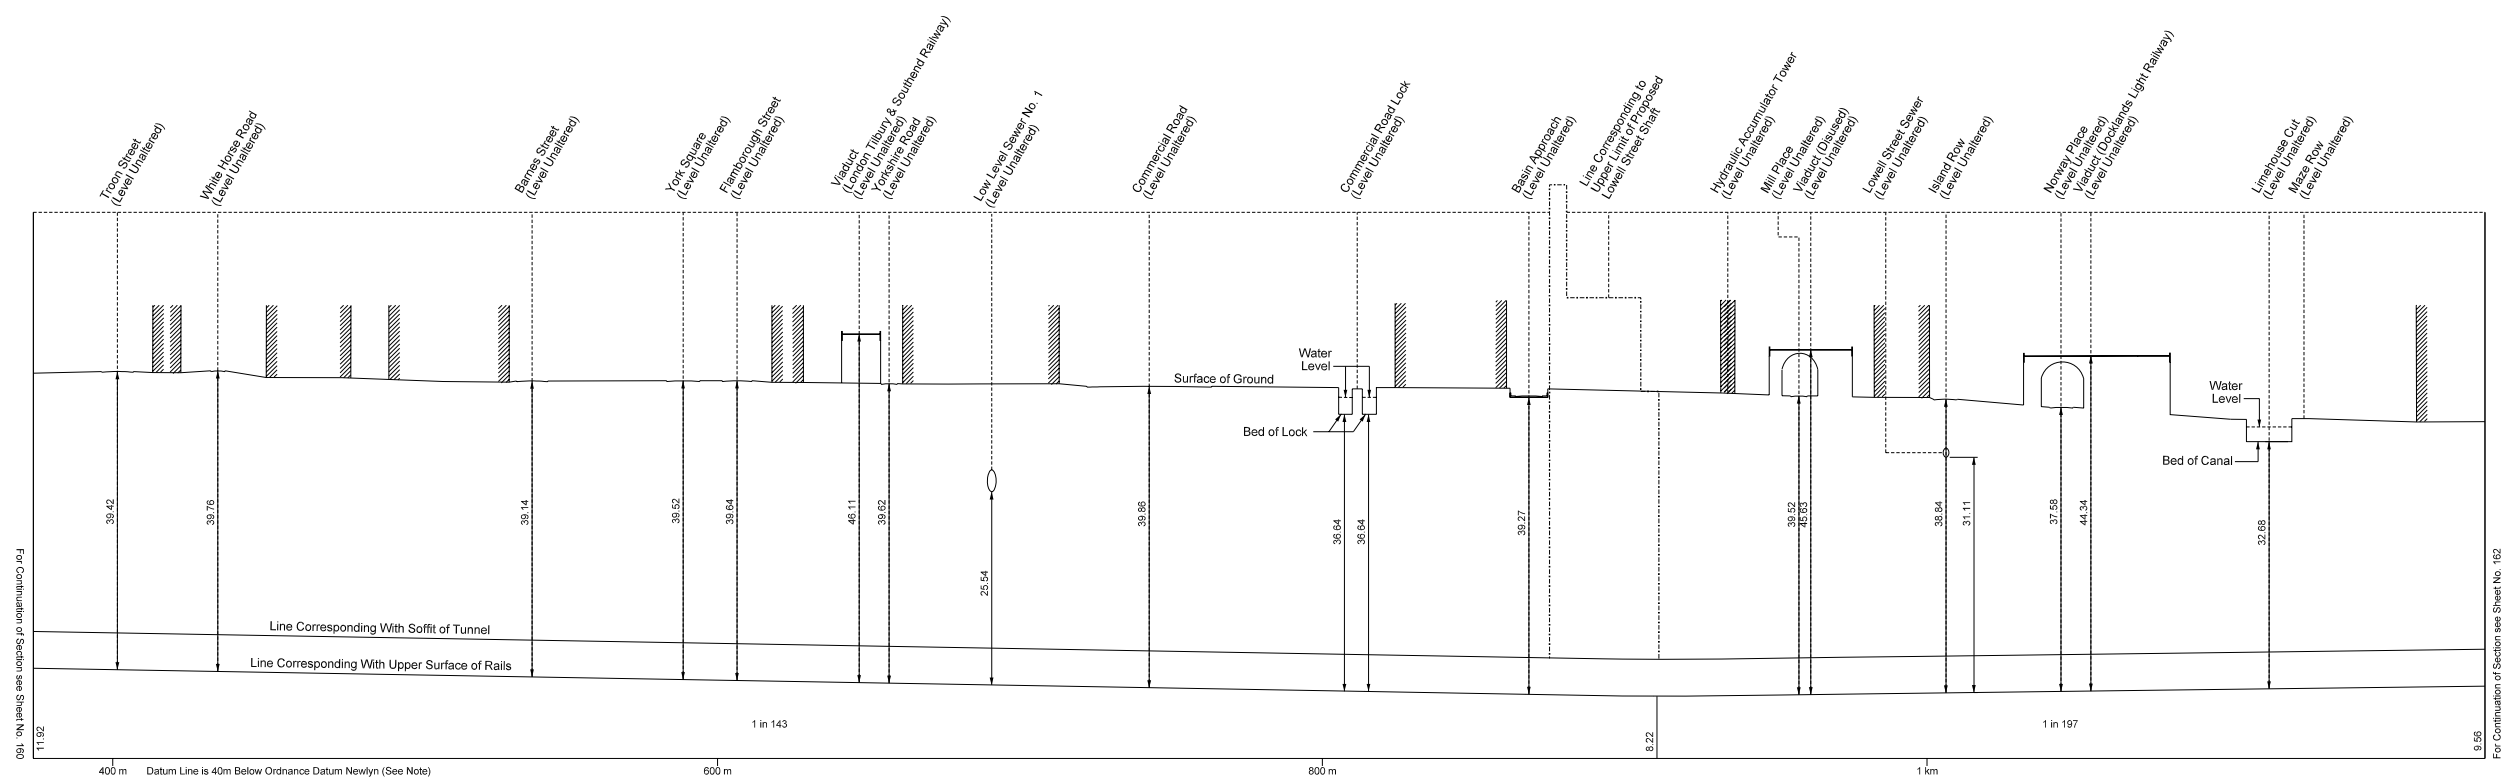 Troon Street
(Level Unaltered)
White Horse Road
(Level Unaltered)
Barnes Street
(Level Unaltered)
York Square
(Level Unaltered)
Flamborough Street
(Level Unaltered)
Viaduct
(London Tilbury & Southend Railway)
(Level Unaltered)
Yorkshire Road
(Level Unaltered)
Low Level Sewer No. 1
(Level Unaltered)
Commercial Road
(Level Unaltered)
Commercial Road Lock
(Level Unaltered)
Basin Approach
(Level Unaltered)
Line Corresponding to
Upper Limit of Proposed
Lowell Street Shaft
Hydraulic Accumulator Tower
(Level Unaltered)
Mill Place
(Level Unaltered)
Viaduct (Disused)
(Level Unaltered)
Lowell Street Sewer
(Level Unaltered)
Island Row
(Level Unaltered)
Norway Place
(Level Unaltered)
Viaduct (Docklands Light Railway)
(Level Unaltered)
Limehouse Cut
(Level Unaltered)
Maze Row
(Level Unaltered)
Surface of Ground
Water
Level
Bed of Lock
Water
Level
Bed of Canal
39.42
39.76
39.14
39.52
39.64
46.11
39.62
25.54
39.86
36.64
36.64
39.27
39.52
45.63
38.84
31.11
37.58
44.34
32.68
Line Corresponding With Soffit of Tunnel
Line Corresponding With Upper Surface of Rails
For Continuation of Section see Sheet No. 160
For Continuation of Section see Sheet No. 162
11.92
1 in 143
8.22
1 in 197
9.56
400 m
Datum Line is 40m Below Ordnance Datum Newlyn (See Note)
600 m
800 m
1 km